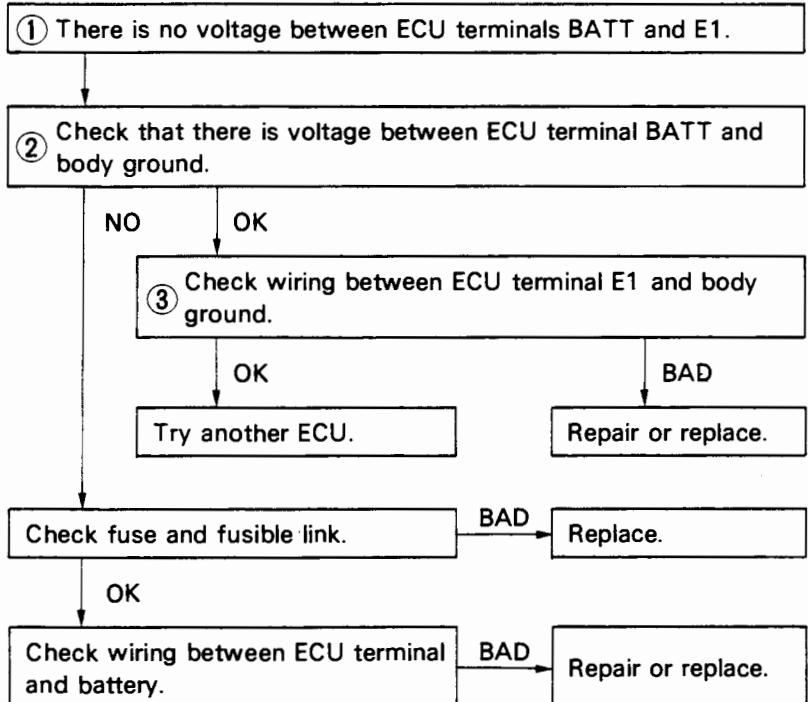 ① There is no voltage between ECU terminals BATT and E1.
② Check that there is voltage between ECU terminal BATT and
body ground.
NO
OK
③ Check wiring between ECU terminal E1 and body
ground.
OK
BAD
Try another ECU.
Repair or replace.
Check fuse and fusible link.
BAD
Replace.
OK
Check wiring between ECU terminal
and battery.
BAD
Repair or replace.